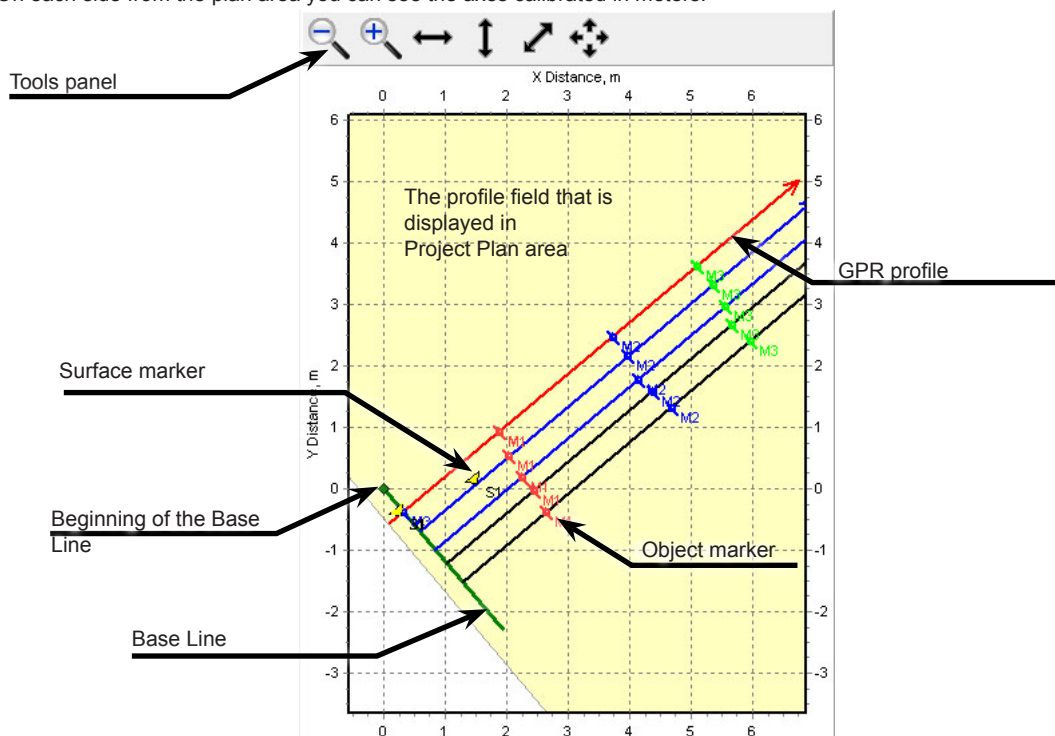 On each side from the plan area you can see the axes calibrated in meters.
Tools panel
X Distance, m
0 1 2 3 4 5 6
6 6
5 5
The profile field that is
displayed in
Project Plan area
4 4
GPR profile
M3
M3
3 3
M3
M3
M2
2 2
M2
Surface marker
M2
M2
Y Distance, m
1 1
M1
M1
S1
0 0
M1
M1
Beginning of the Base
Line
Object marker
-1 -1
-2 -2
Base Line
-3 -3
0 1 2 3 4 5 6